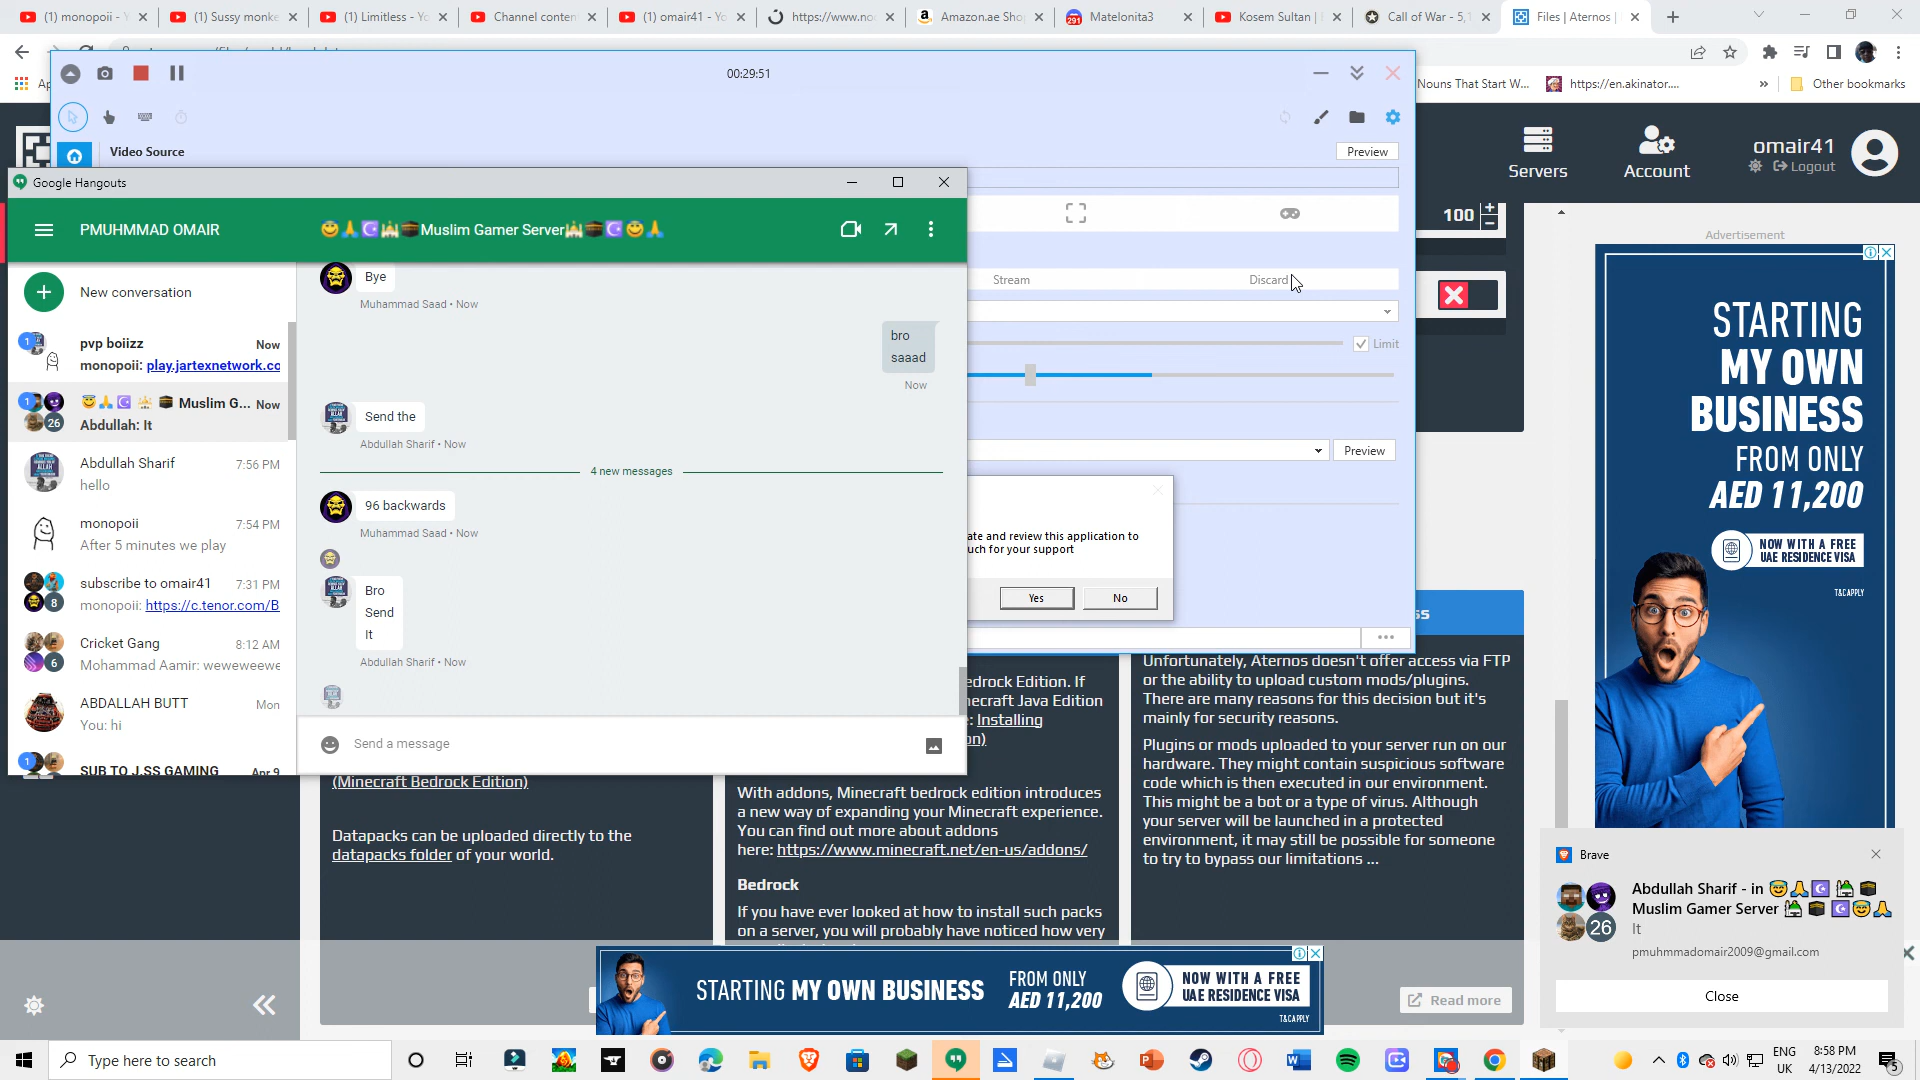 (1) monopoii - Yo
(1) Sussy monke
(1) Limitless - Yo
Channel conten
(1) omair41 - Yo
https://www.no
Amazon.ae Sho
Matelonita3
Kosem Sultan |
Call of War - 5,
Files | Aternos |
Nouns That Start W...
https://en.akinator....
»
Other bookmarks
00:29:51
Video Source
Preview
Google Hangouts
PMUHMMAD OMAIR
😇🙏☪️🕌🕋Muslim Gamer Server🕌🕋☪️😇🙏
New conversation
pvp boiizz Now
monopoii: play.jartexnetwork.co
😇🙏☪️ 🕌 🕋 Muslim G... Now
Abdullah: It
26
Abdullah Sharif 7:56 PM
hello
monopoii 7:54 PM
After 5 minutes we play
subscribe to omair41 7:31 PM
monopoii: https://c.tenor.com/B
8
Cricket Gang 8:12 AM
Mohammad Aamir: weweweewe
6
ABDALLAH BUTT Mon
You: hi
SUB TO J.SS GAMING Apr 9
Bye
Muhammad Saad • Now
bro
saaad
Now
Send the
Abdullah Sharif • Now
4 new messages
96 backwards
Muhammad Saad • Now
Bro
Send
It
Abdullah Sharif • Now
Send a message
Stream
Discard
Limit
Preview
ate and review this application to
uch for your support
Yes
No
Servers
Account
omair41
Logout
100
Advertisement
STARTING
MY OWN
BUSINESS
FROM ONLY
AED 11,200
NOW WITH A FREE
UAE RESIDENCE VISA
T&C APPLY
ss
(Minecraft Bedrock Edition)
Datapacks can be uploaded directly to the
datapacks folder of your world.
edrock Edition. If
necraft Java Edition
: Installing
on)
With addons, Minecraft bedrock edition introduces
a new way of expanding your Minecraft experience.
You can find out more about addons
here: https://www.minecraft.net/en-us/addons/
Bedrock
If you have ever looked at how to install such packs
on a server, you will probably have noticed how very
Unfortunately, Aternos doesn't offer access via FTP
or the ability to upload custom mods/plugins.
There are many reasons for this decision but it's
mainly for security reasons.
Plugins or mods uploaded to your server run on our
hardware. They might contain suspicious software
code which is then executed in our environment.
This might be a bot or a type of virus. Although
your server will be launched in a protected
environment, it may still be possible for someone
to try to bypass our limitations ...
Read more
Brave
Abdullah Sharif - in 😇🙏☪️🕌🕋
Muslim Gamer Server 🕌🕋☪️😇🙏
It
26
pmuhmmadomair2009@gmail.com
Close
STARTING MY OWN BUSINESS
FROM ONLY
AED 11,200
NOW WITH A FREE
UAE RESIDENCE VISA
T&C APPLY
Type here to search
ENG
UK
8:58 PM
4/13/2022
5